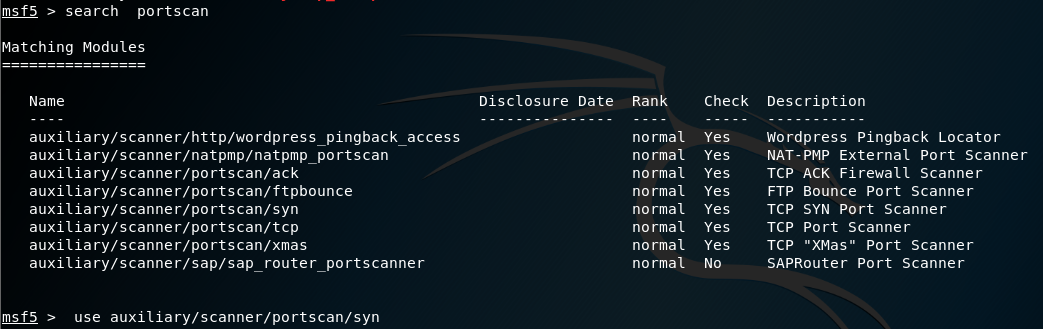 msf5 > search  portscan
Matching Modules
================
Name                                              Disclosure Date  Rank    Check  Description
----                                              ---------------  ----    -----  -----------
auxiliary/scanner/http/wordpress_pingback_access                   normal  Yes    Wordpress Pingback Locator
auxiliary/scanner/natpmp/natpmp_portscan                           normal  Yes    NAT-PMP External Port Scanner
auxiliary/scanner/portscan/ack                                     normal  Yes    TCP ACK Firewall Scanner
auxiliary/scanner/portscan/ftpbounce                               normal  Yes    FTP Bounce Port Scanner
auxiliary/scanner/portscan/syn                                     normal  Yes    TCP SYN Port Scanner
auxiliary/scanner/portscan/tcp                                     normal  Yes    TCP Port Scanner
auxiliary/scanner/portscan/xmas                                    normal  Yes    TCP "XMas" Port Scanner
auxiliary/scanner/sap/sap_router_portscanner                       normal  No     SAPRouter Port Scanner
msf5 >  use auxiliary/scanner/portscan/syn